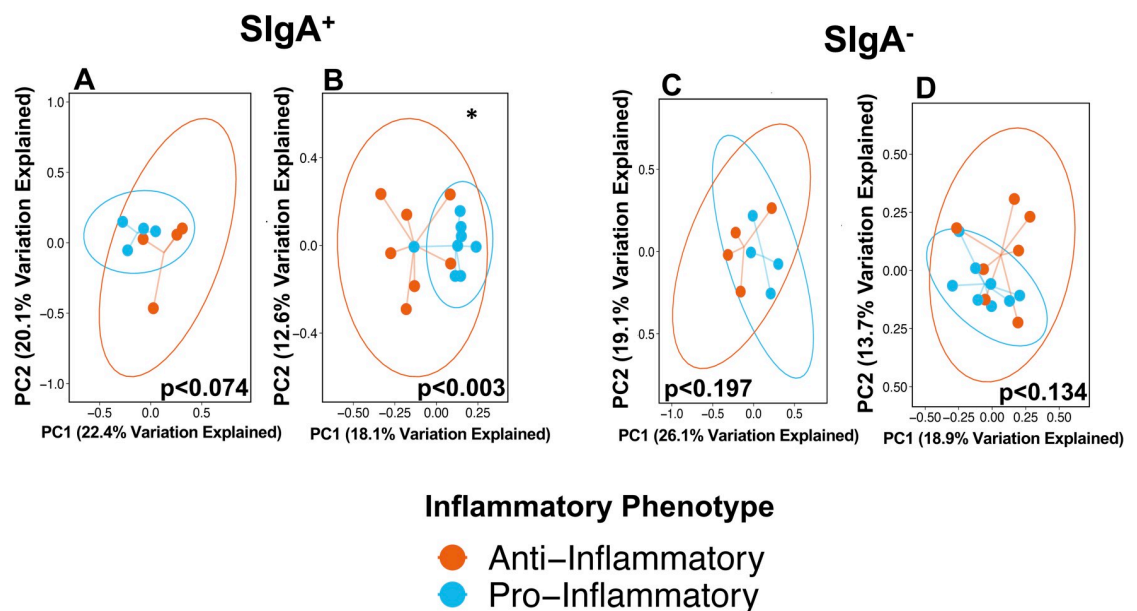 SIgA+
SIgA-
A
B
C
D
PC2 (20.1% Variation Explained)
1.0
0.5
0.0
−0.5
−1.0
p<0.074
−0.5 0.0 0.5
PC1 (22.4% Variation Explained)
PC2 (12.6% Variation Explained)
0.4
0.0
−0.4
*
p<0.003
−0.50 −0.25 0.00 0.25
PC1 (18.1% Variation Explained)
PC2 (19.1% Variation Explained)
0.5
0.0
0.5
p<0.197
−1.0 −0.5 0.0 0.5
PC1 (26.1% Variation Explained)
PC2 (13.7% Variation Explained)
0.50
0.25
0.00
0.25
0.50
p<0.134
−0.50 −0.25 0.00 0.25 0.50
PC1 (18.9% Variation Explained)
Inflammatory Phenotype
Anti−Inflammatory
Pro−Inflammatory